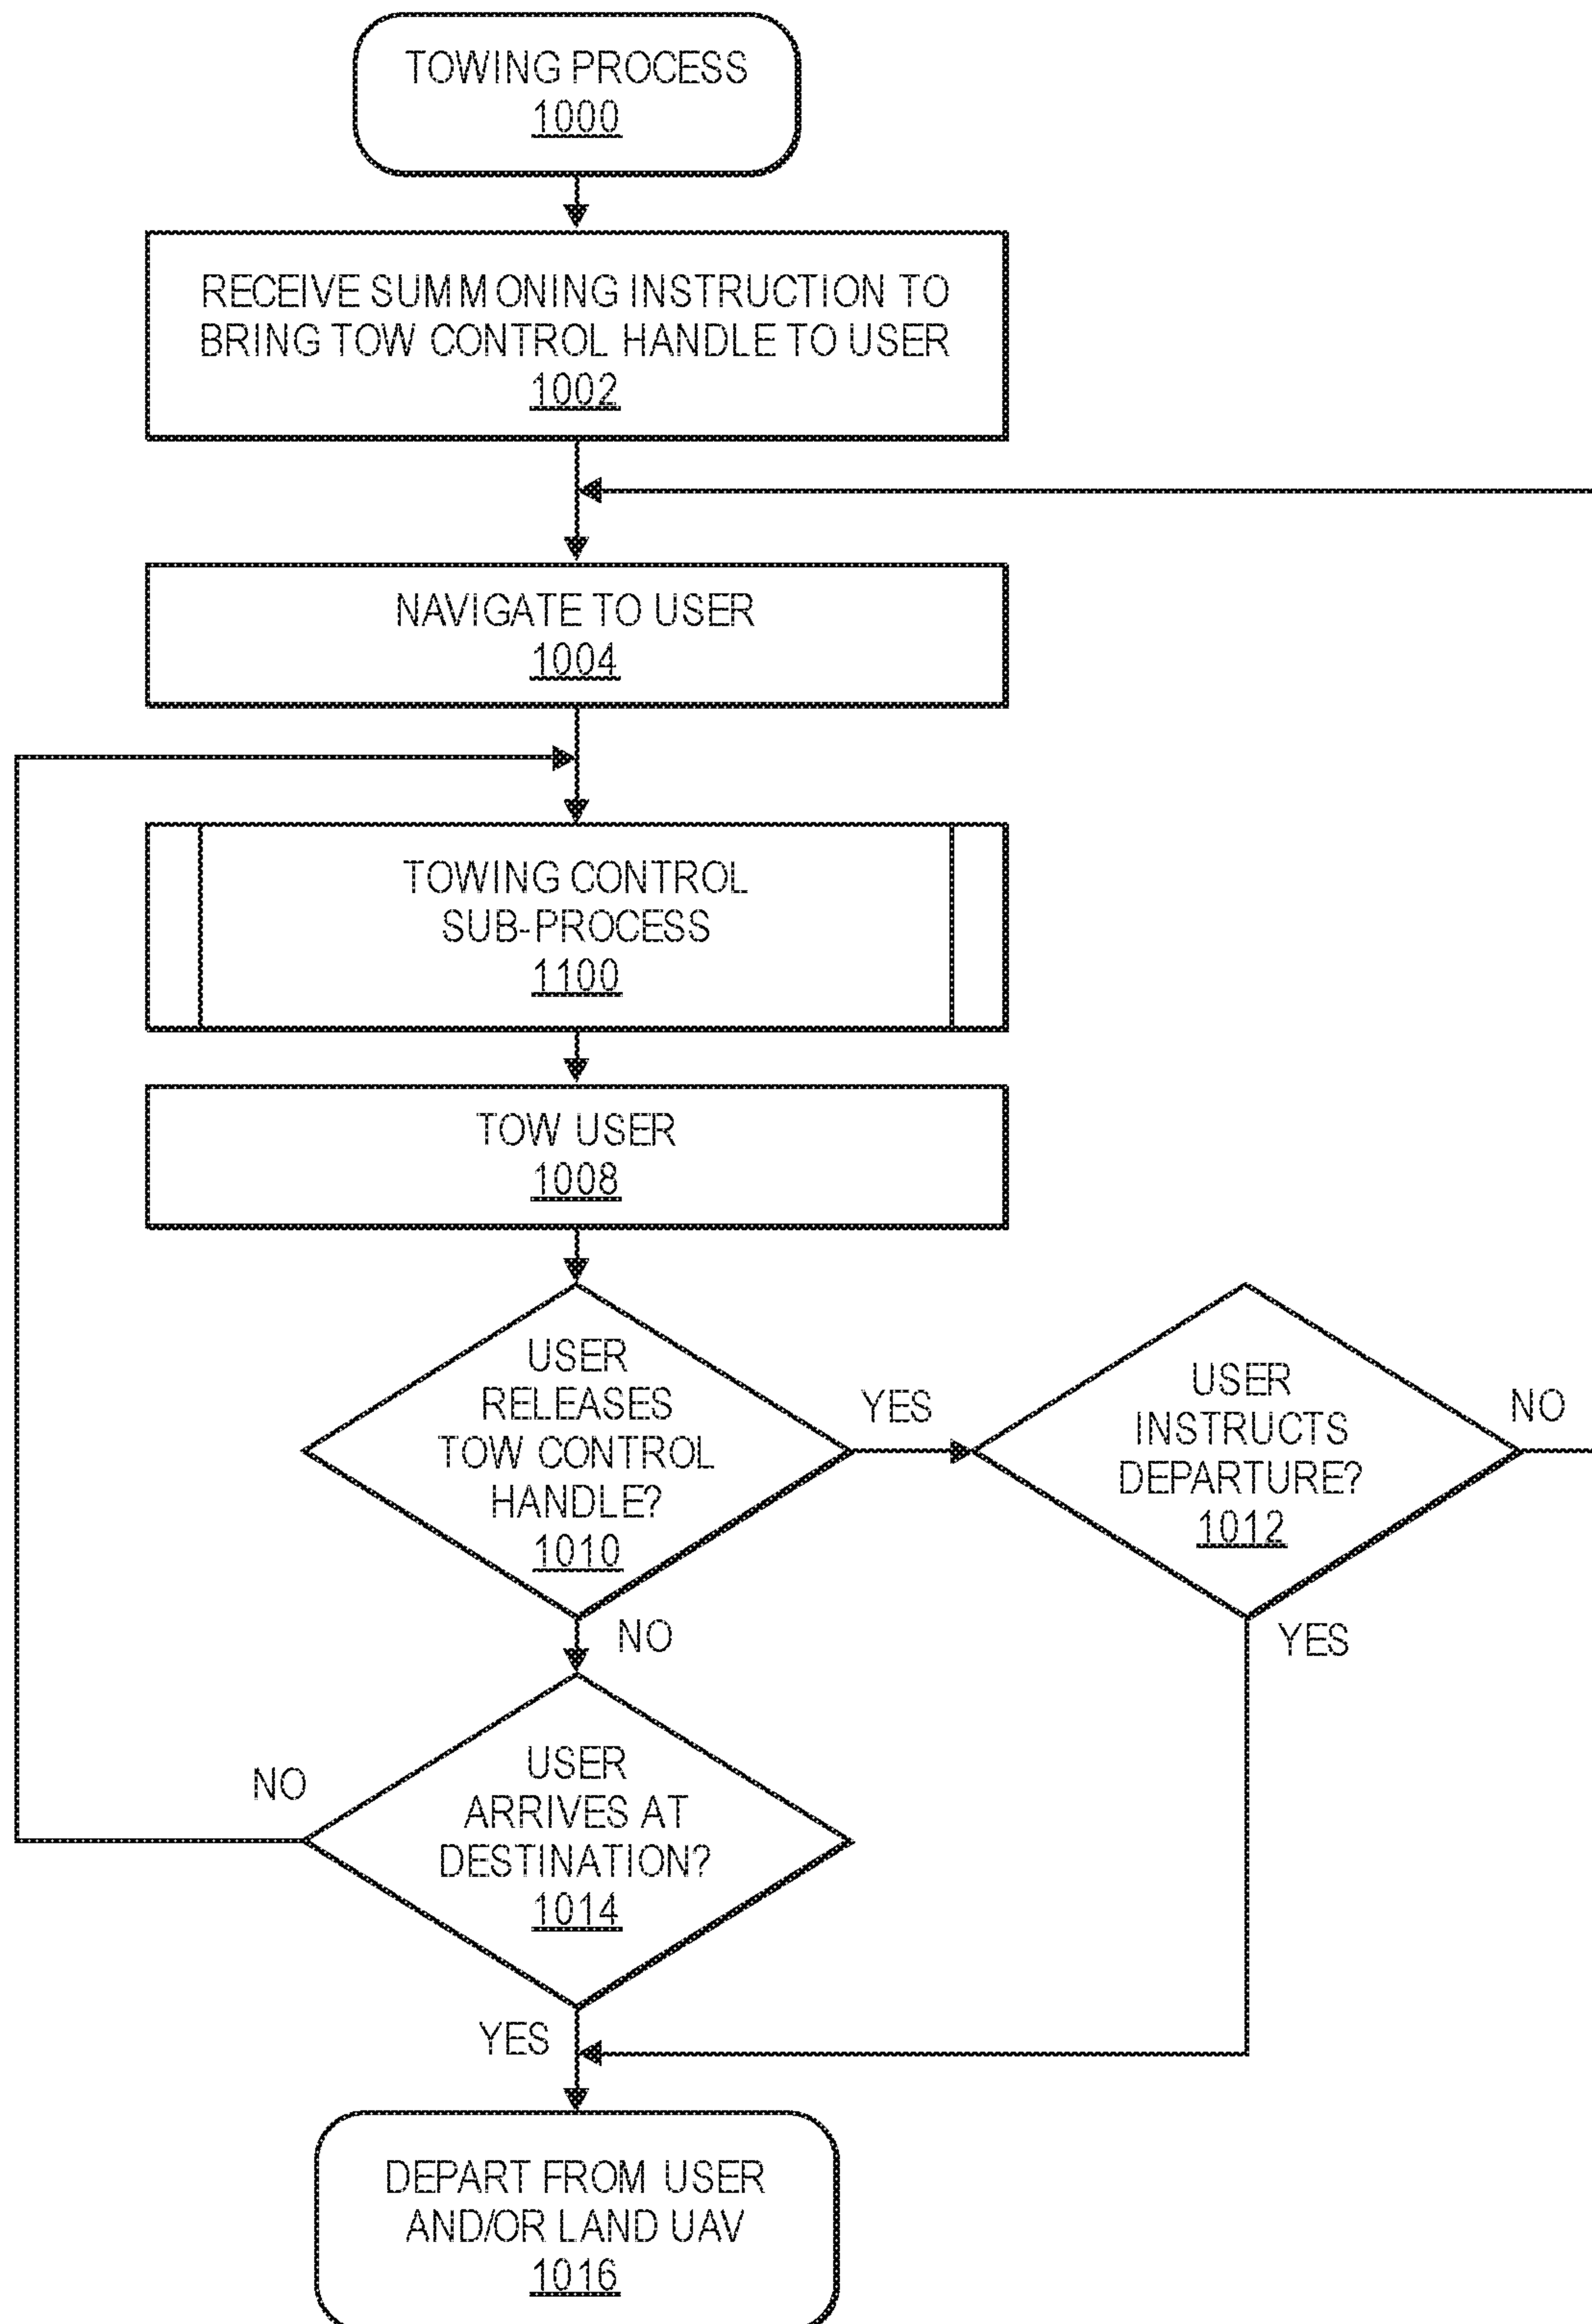 TOWING PROCESS
1000
RECEIVE SUMMONING INSTRUCTION TO
BRING TOW CONTROL HANDLE TO USER
1002
NAVIGATE TO USER
1004
TOWING CONTROL
SUB-PROCESS
1100
TOW USER
1008
USER
RELEASES
TOW CONTROL
HANDLE?
1010
YES
USER
INSTRUCTS
DEPARTURE?
1012
NO
NO
YES
USER
ARRIVES AT
DESTINATION?
1014
NO
YES
DEPART FROM USER
AND/OR LAND UAV
1016